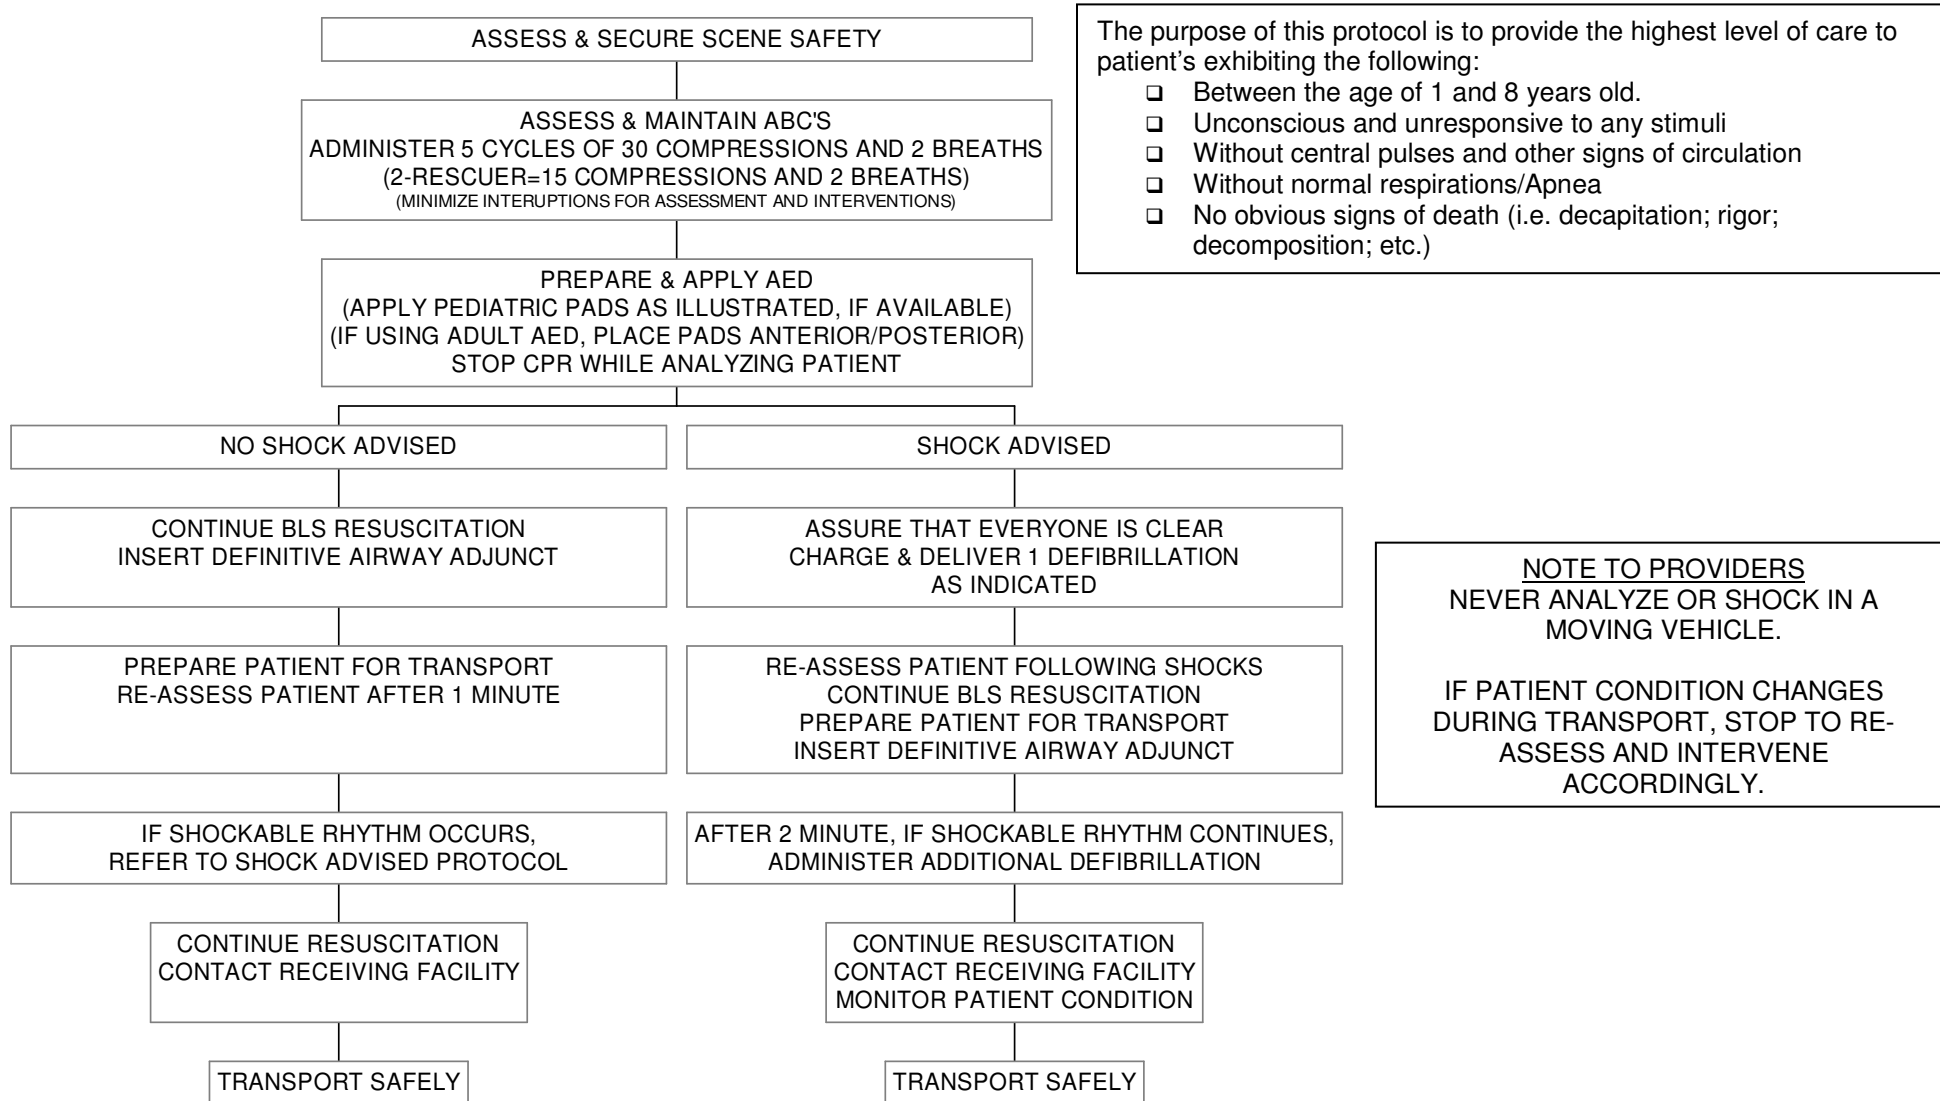 ASSESS & SECURE SCENE SAFETY
The purpose of this protocol is to provide the highest level of care to
patient’s exhibiting the following:
❑ Between the age of 1 and 8 years old.
❑ Unconscious and unresponsive to any stimuli
❑ Without central pulses and other signs of circulation
❑ Without normal respirations/Apnea
❑ No obvious signs of death (i.e. decapitation; rigor;
decomposition; etc.)
ASSESS & MAINTAIN ABC'S
ADMINISTER 5 CYCLES OF 30 COMPRESSIONS AND 2 BREATHS
(2-RESCUER=15 COMPRESSIONS AND 2 BREATHS)
(MINIMIZE INTERUPTIONS FOR ASSESSMENT AND INTERVENTIONS)
PREPARE & APPLY AED
(APPLY PEDIATRIC PADS AS ILLUSTRATED, IF AVAILABLE)
(IF USING ADULT AED, PLACE PADS ANTERIOR/POSTERIOR)
STOP CPR WHILE ANALYZING PATIENT
NO SHOCK ADVISED
CONTINUE BLS RESUSCITATION
INSERT DEFINITIVE AIRWAY ADJUNCT
PREPARE PATIENT FOR TRANSPORT
RE-ASSESS PATIENT AFTER 1 MINUTE
IF SHOCKABLE RHYTHM OCCURS,
REFER TO SHOCK ADVISED PROTOCOL
CONTINUE RESUSCITATION
CONTACT RECEIVING FACILITY
TRANSPORT SAFELY
SHOCK ADVISED
ASSURE THAT EVERYONE IS CLEAR
CHARGE & DELIVER 1 DEFIBRILLATION
AS INDICATED
RE-ASSESS PATIENT FOLLOWING SHOCKS
CONTINUE BLS RESUSCITATION
PREPARE PATIENT FOR TRANSPORT
INSERT DEFINITIVE AIRWAY ADJUNCT
AFTER 2 MINUTE, IF SHOCKABLE RHYTHM CONTINUES,
ADMINISTER ADDITIONAL DEFIBRILLATION
CONTINUE RESUSCITATION
CONTACT RECEIVING FACILITY
MONITOR PATIENT CONDITION
TRANSPORT SAFELY
NOTE TO PROVIDERS
NEVER ANALYZE OR SHOCK IN A
MOVING VEHICLE.
IF PATIENT CONDITION CHANGES
DURING TRANSPORT, STOP TO RE-
ASSESS AND INTERVENE
ACCORDINGLY.